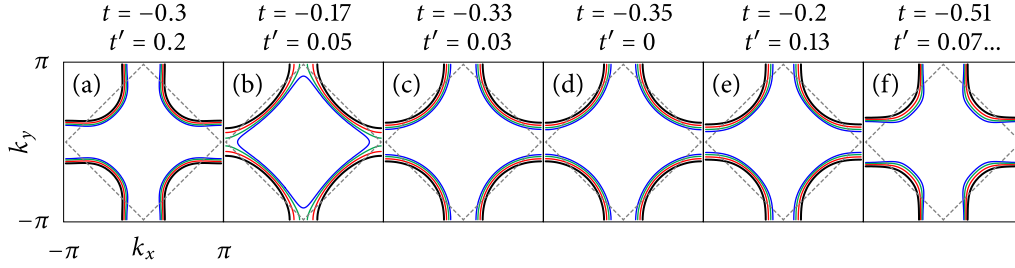 t = −0.3 t = −0.17 t = −0.33 t = −0.35 t = −0.2 t = −0.51
t′ = 0.2 t′ = 0.05 t′ = 0.03 t′ = 0 t′ = 0.13 t′ = 0.07...
π
(a) (b) (c) (d) (e) (f)
k_y
−π
−π k_x π